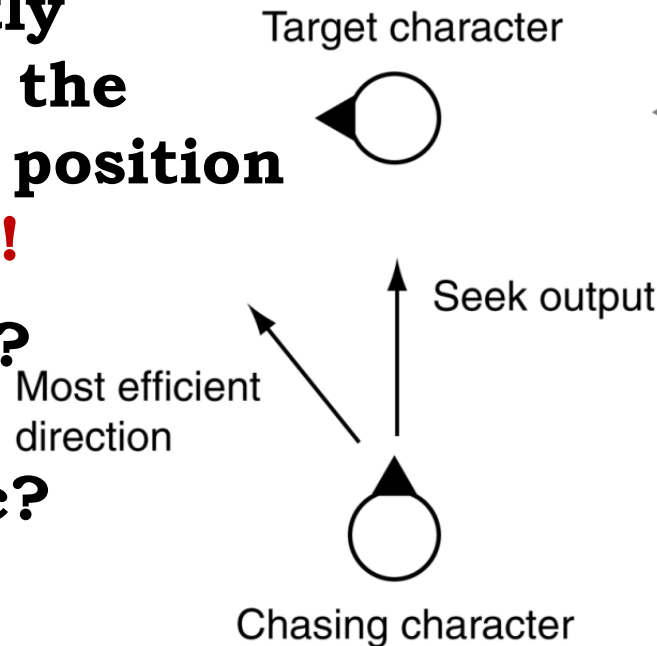 Target character
the
position
!
?
Seek output
Most efficient
direction
?
Chasing character